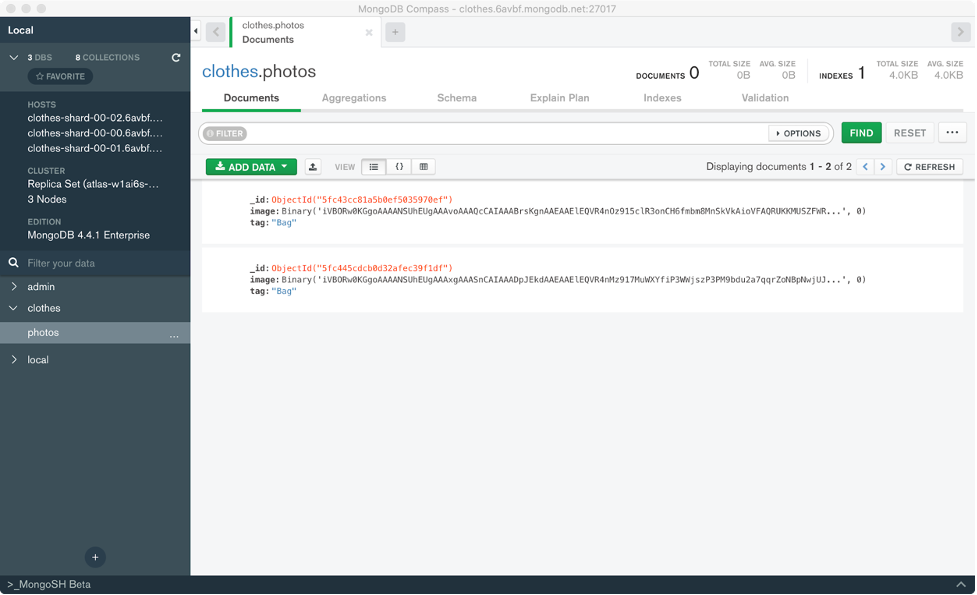 MongoDB Compass - clothes.6avbf.mongodb.net:27017
Local
3 DBS 8 COLLECTIONS
☆ FAVORITE
HOSTS
clothes-shard-00-02.6avbf....
clothes-shard-00-00.6avbf....
clothes-shard-00-01.6avbf....
CLUSTER
Replica Set (atlas-w1ai6s-...
3 Nodes
EDITION
MongoDB 4.4.1 Enterprise
Filter your data
admin
clothes
photos ...
local
>_MongoSH Beta
clothes.photos
Documents
clothes.photos
DOCUMENTS 0 TOTAL SIZE 0B AVG. SIZE 0B INDEXES 1 TOTAL SIZE 4.0KB AVG. SIZE 4.0KB
Documents Aggregations Schema Explain Plan Indexes Validation
FILTER OPTIONS FIND RESET ...
ADD DATA VIEW {} Displaying documents 1 - 2 of 2 REFRESH
_id:ObjectId("5fc43cc81a5b0ef5035970ef")
image:Binary('iVBORw0KGgoAAAANSUhEUgAAAvoAAAQcCAIAAABrsKgnAAEAAElEQVR4nOz915clR3onCH6fmbm8MnSkVkAioVFAQRUKKMUSZFWR...', 0)
tag:"Bag"
_id:ObjectId("5fc445cdcb0d32afec39f1df")
image:Binary('iVBORw0KGgoAAAANSUhEUgAAAxgAAASnCAIAAADpJEkdAAEAAElEQVR4nMz917MuWXYfiP3WWjszP3PM9bdu2a7qqrZoNBpNwjUJ...', 0)
tag:"Bag"